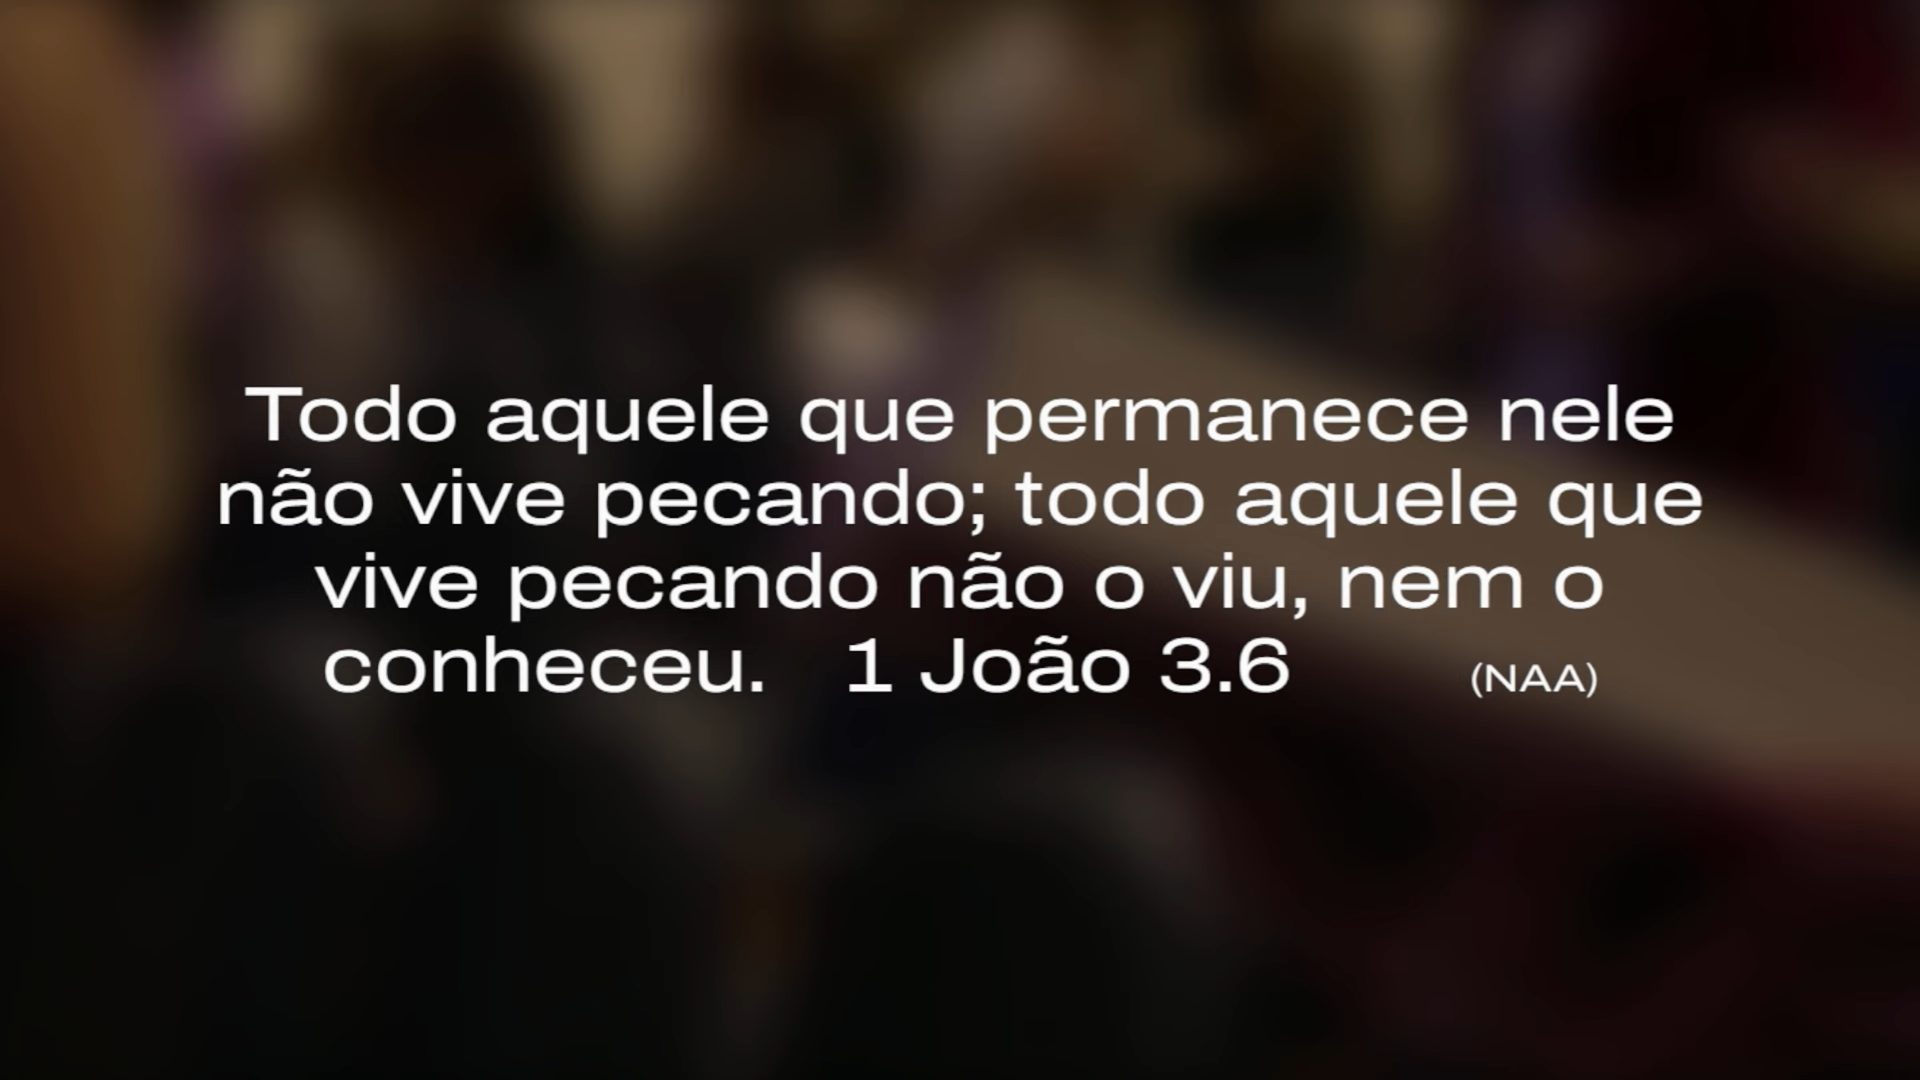 Todo aquele que permanece nele
não vive pecando; todo aquele que
vive pecando não o viu, nem o
conheceu. 1 João 3.6 (NAA)